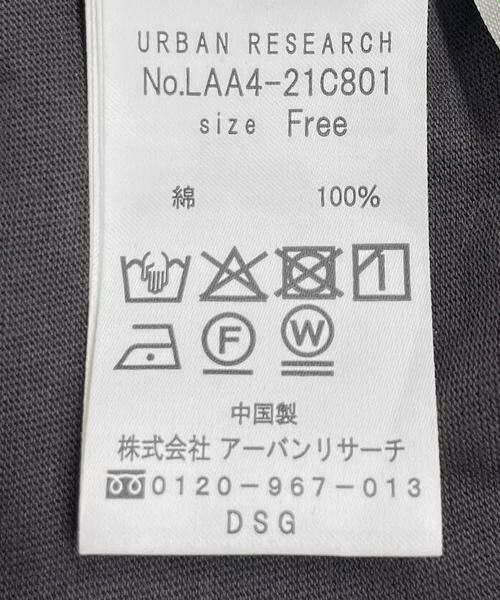 URBAN RESEARCH
No.LAA4-21C801
size Free
綿 100%
F W
中国製
株式会社 アーバンリサーチ
0120-967-013
DSG